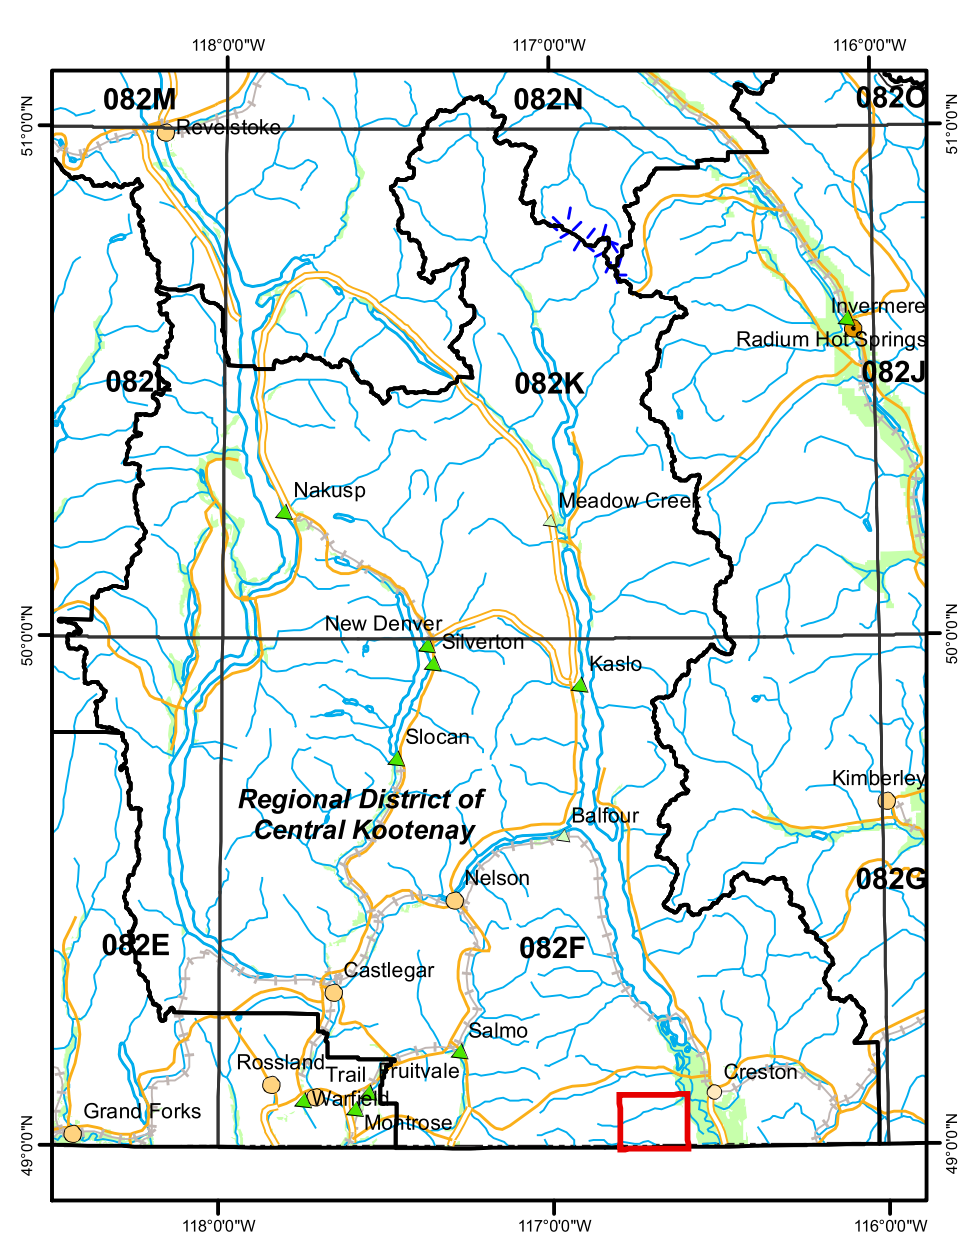 118°0'0"W 117°0'0"W 116°0'0"W
082M 082N 082O
51°0'0"N 51°0'0"N
Revelstoke
Invermere
Radium Hot Springs
082L 082K 082J
Nakusp
Meadow Creek
50°0'0"N 50°0'0"N
New Denver
Silverton
Kaslo
Slocan
Kimberley
Regional District of
Central Kootenay
Balfour
Nelson
082G
082E 082F
Castlegar
Salmo
Rossland
Trail
Fruitvale
Creston
Warfield
Grand Forks
Montrose
49°0'0"N 49°0'0"N
118°0'0"W 117°0'0"W 116°0'0"W